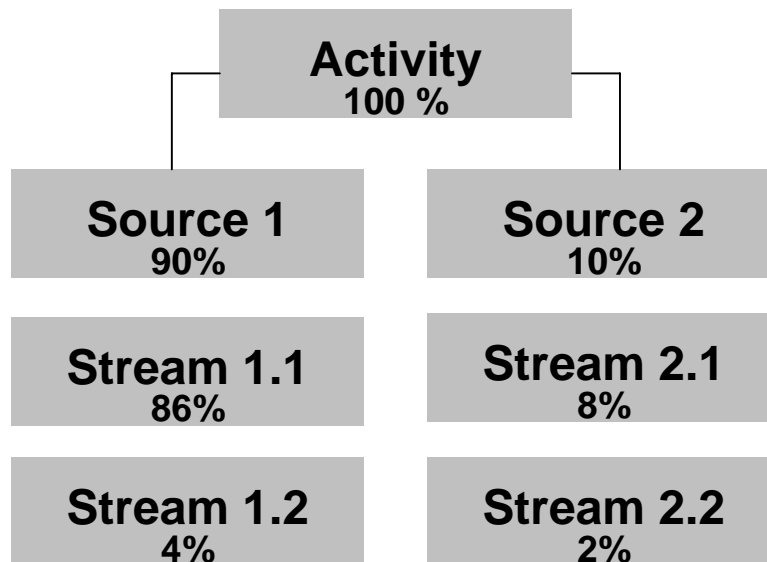 Activity
100 %
Source 1
90%
Source 2
10%
Stream 1.1
86%
Stream 2.1
8%
Stream 1.2
4%
Stream 2.2
2%